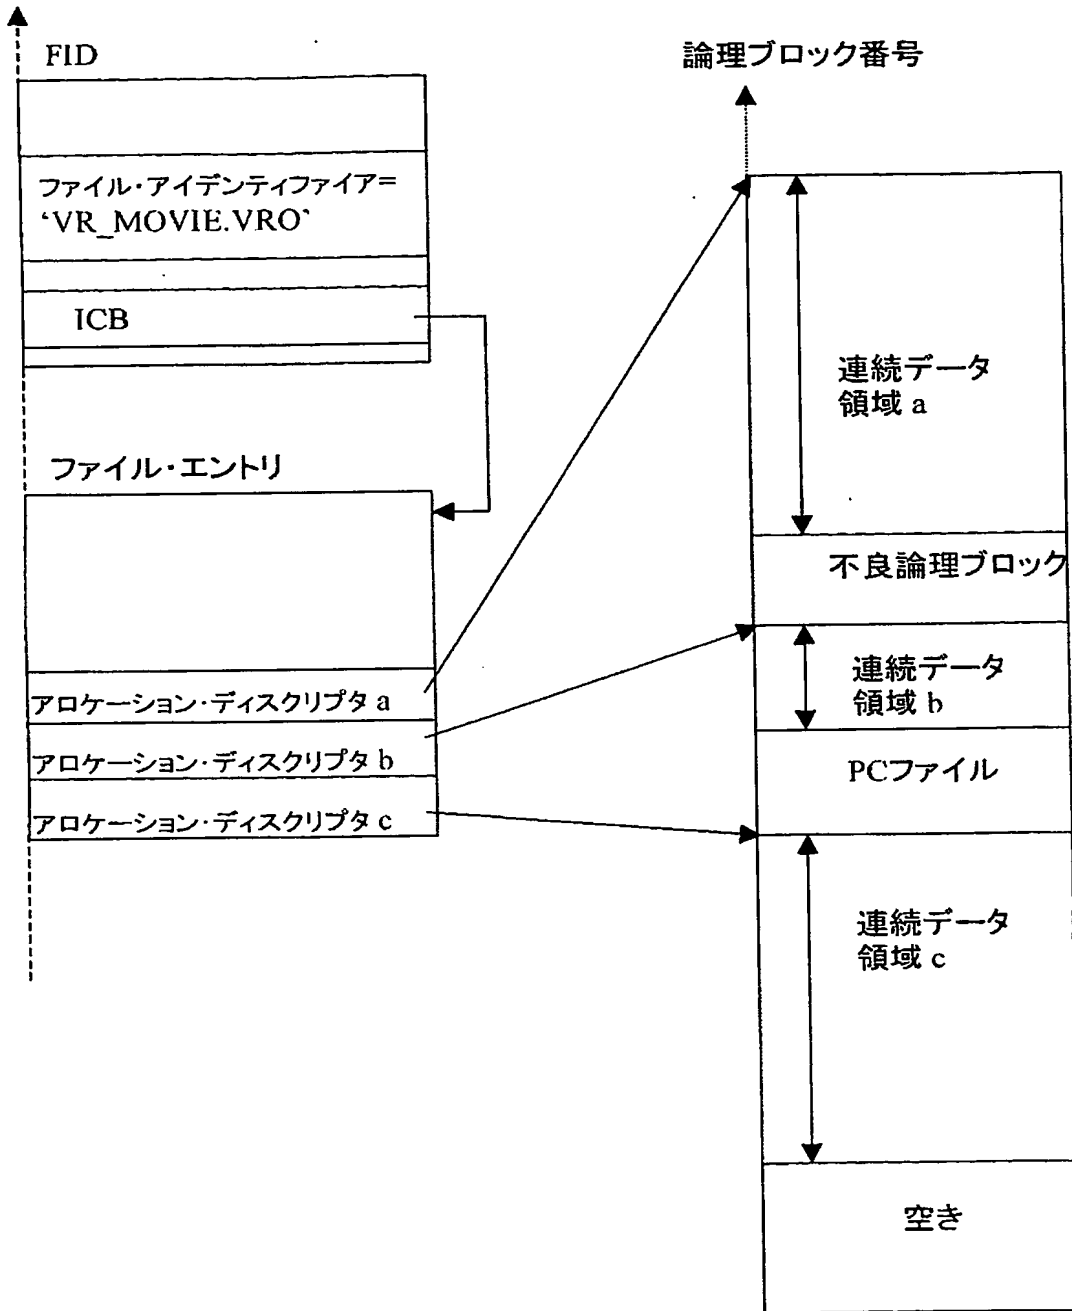 FID
ファイル・アイデンティファイア=
‘VR_MOVIE.VRO’
ICB
ファイル・エントリ
アロケーション・ディスクリプタ a
アロケーション・ディスクリプタ b
アロケーション・ディスクリプタ c
論理ブロック番号
連続データ
領域 a
不良論理ブロック
連続データ
領域 b
PCファイル
連続データ
領域 c
空き